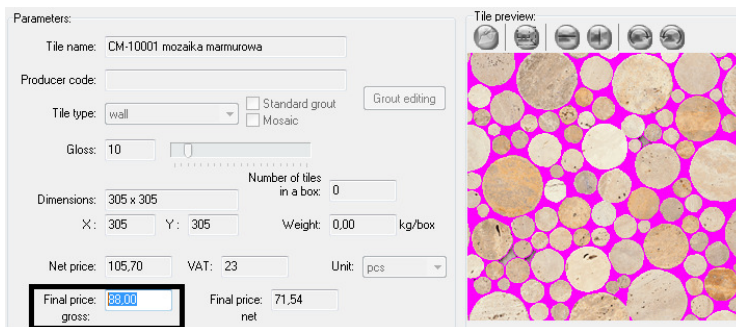 Parameters:
Tile preview:
Tile name: CM-10001 mozaika marmurowa
Producer code:
Tile type: wall
Standard grout
Mosaic
Grout editing
Gloss: 10
Number of tiles
in a box: 0
Dimensions: 305 x 305
X: 305 Y: 305 Weight: 0,00 kg/box
Net price: 105,70 VAT: 23 Unit: pcs
Final price: 88,00 Final price: 71,54
gross: net